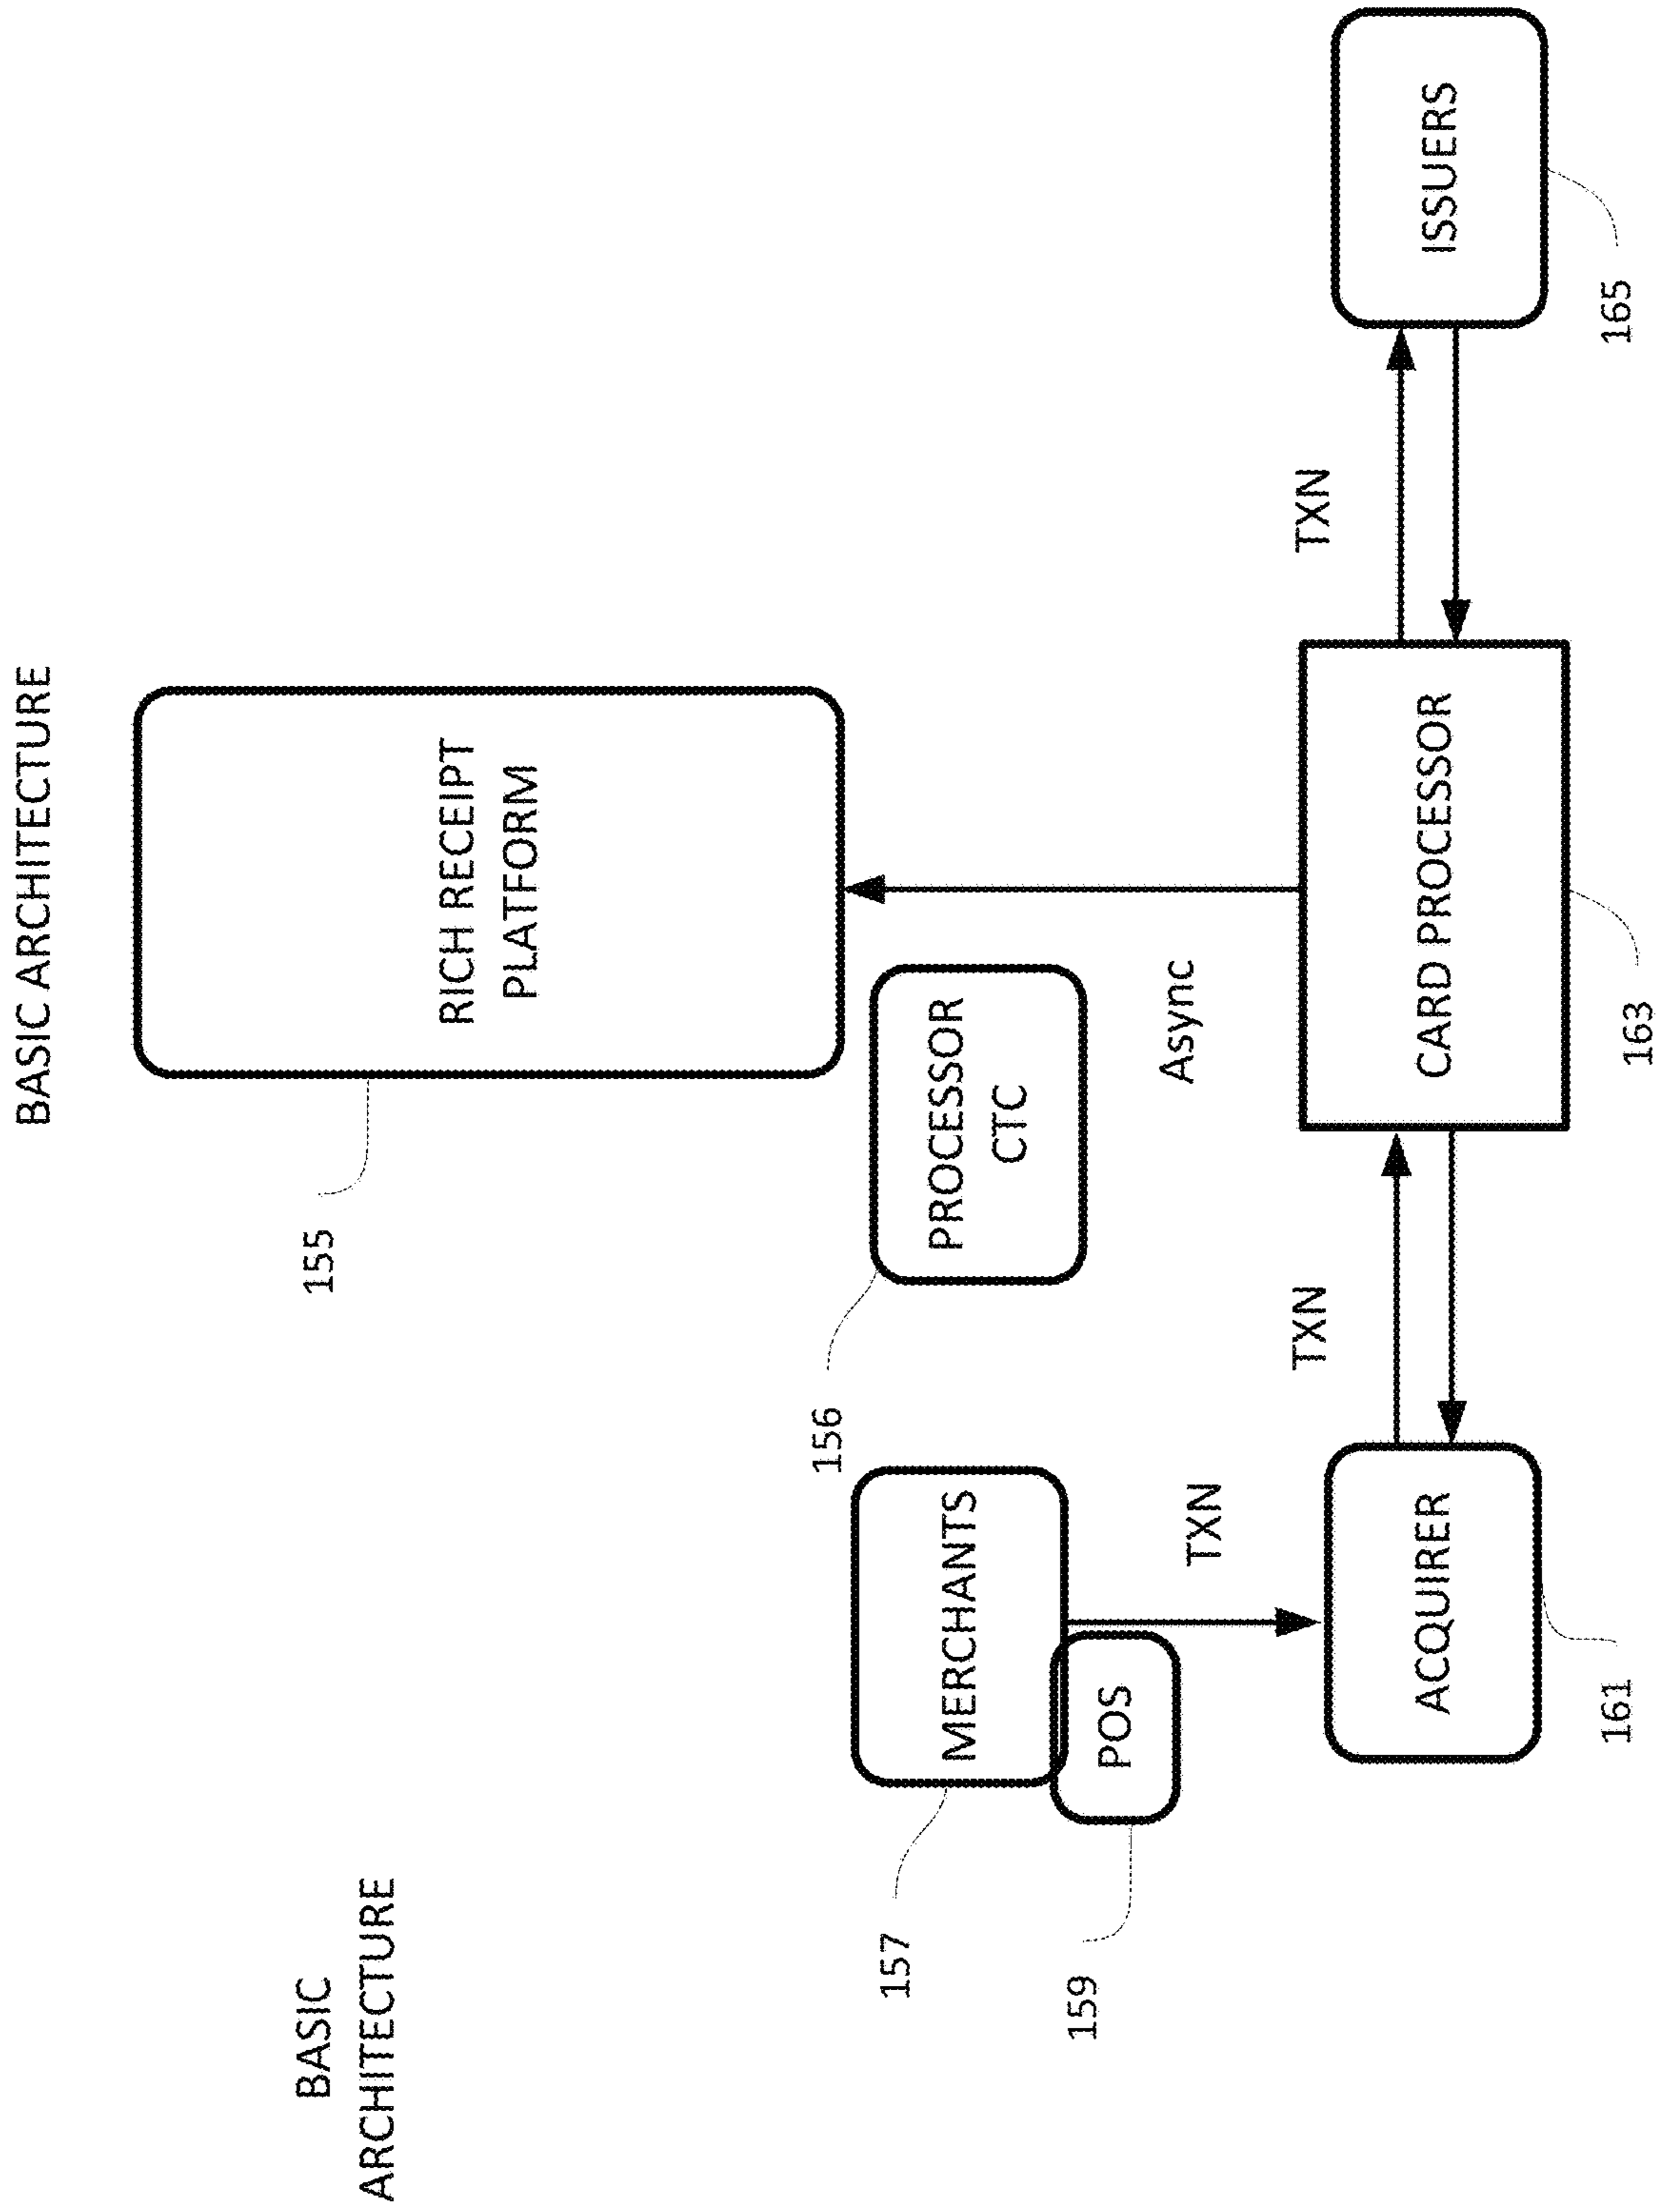 BASIC ARCHITECTURE
BASIC
ARCHITECTURE
155
RICH RECEIPT
PLATFORM
156
PROCESSOR
CTC
157
MERCHANTS
159
POS
TXN
Async
TXN
TXN
161
ACQUIRER
163
CARD PROCESSOR
165
ISSUERS